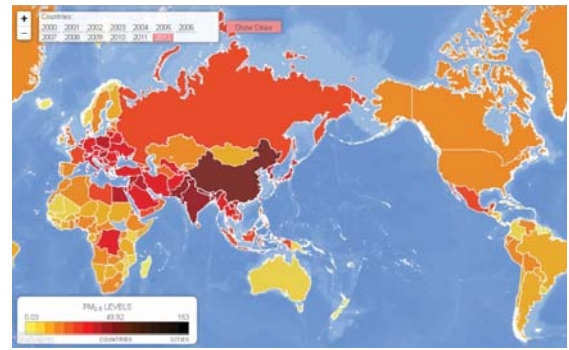 +
−
Countries:
2000 2001 2002 2003 2004 2005 2006
2007 2008 2009 2010 2011 2012
Show Cities
PM2.5 LEVELS
0.03 49.92 153
COUNTRIES CITIES